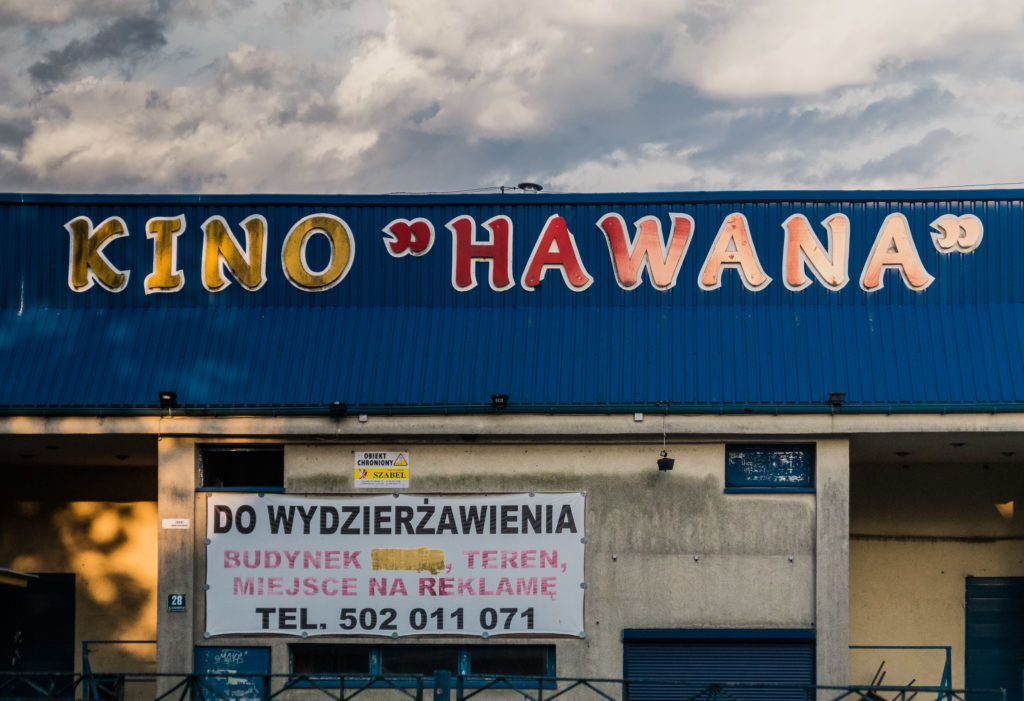 KINO ”HAWANA”
OBIEKT
CHRONIONY
SZABEL
DO WYDZIERŻAWIENIA
BUDYNEK , TEREN,
MIEJSCE NA REKLAMĘ
TEL. 502 011 071
28